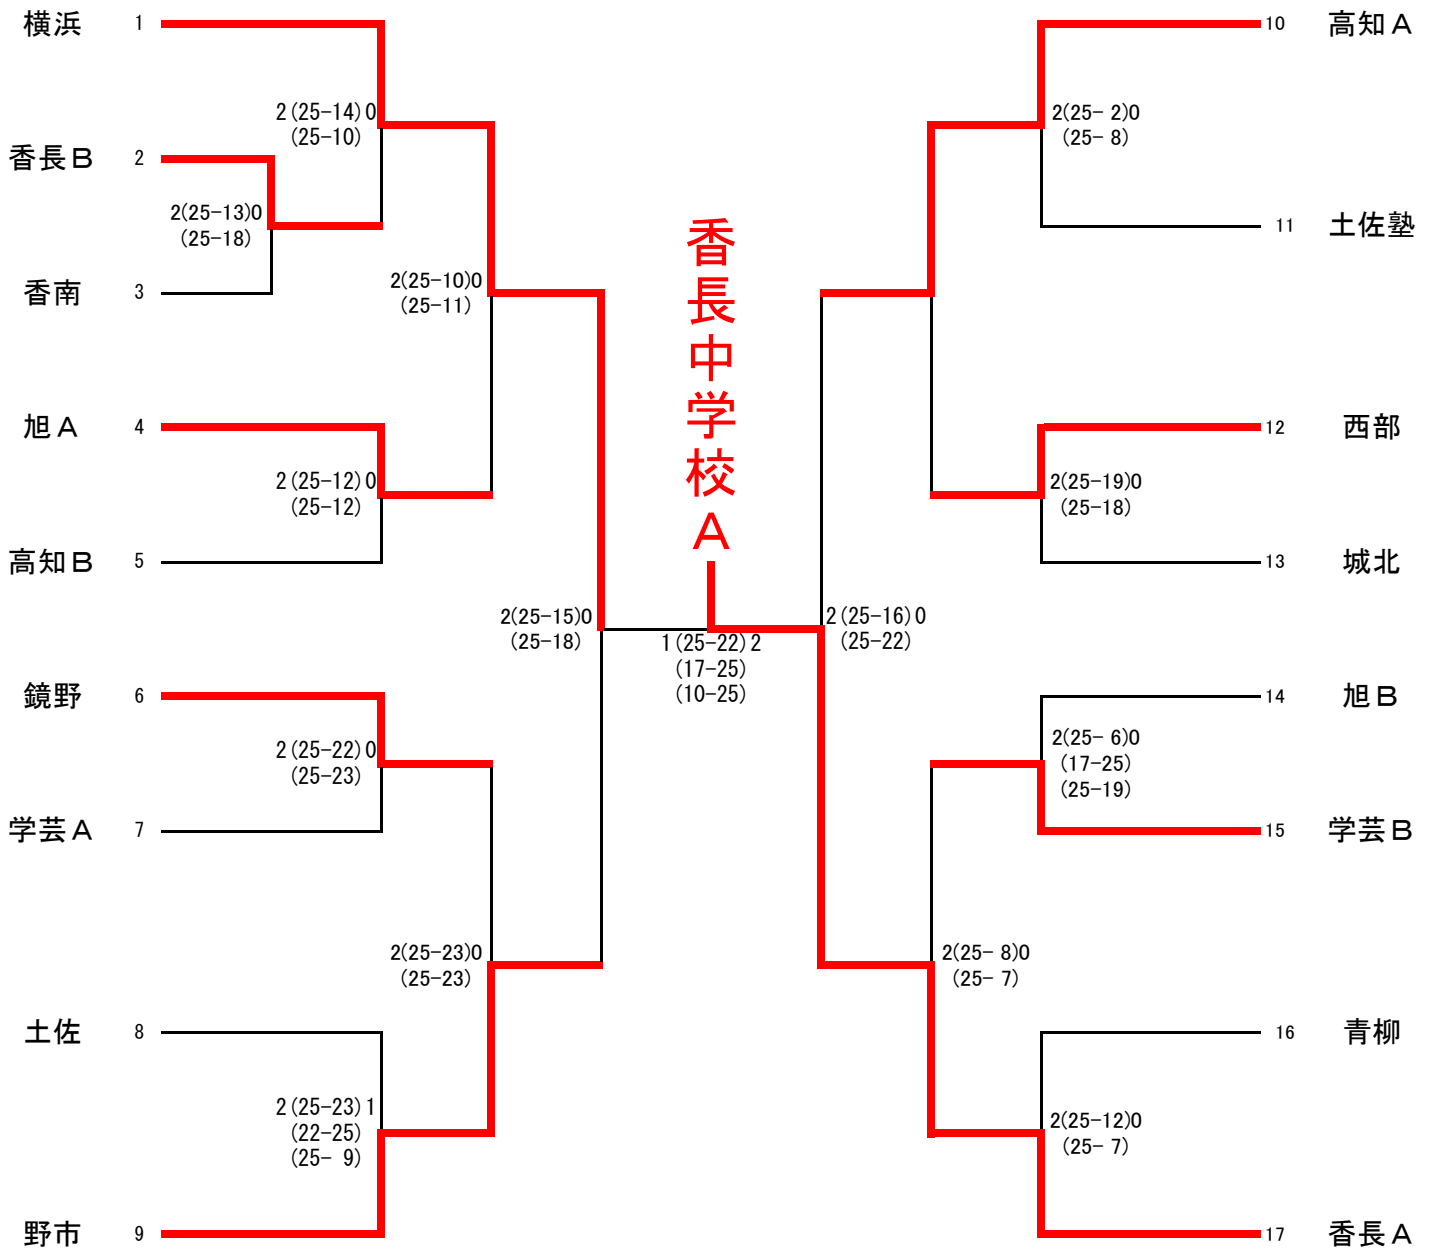 横浜 1
2(25-14)0
(25-10)
香長B 2
2(25-13)0
(25-18)
香南 3
2(25-10)0
(25-11)
旭A 4
2(25-12)0
(25-12)
高知B 5
2(25-15)0
(25-18)
鏡野 6
2(25-22)0
(25-23)
学芸A 7
2(25-23)0
(25-23)
土佐 8
2(25-23)1
(22-25)
(25- 9)
野市 9
香長中学校A
1(25-22)2
(17-25)
(10-25)
10 高知A
2(25- 2)0
(25- 8)
11 土佐塾
12 西部
2(25-19)0
(25-18)
13 城北
2(25-16)0
(25-22)
14 旭B
2(25- 6)0
(17-25)
(25-19)
15 学芸B
2(25- 8)0
(25- 7)
16 青柳
2(25-12)0
(25- 7)
17 香長A